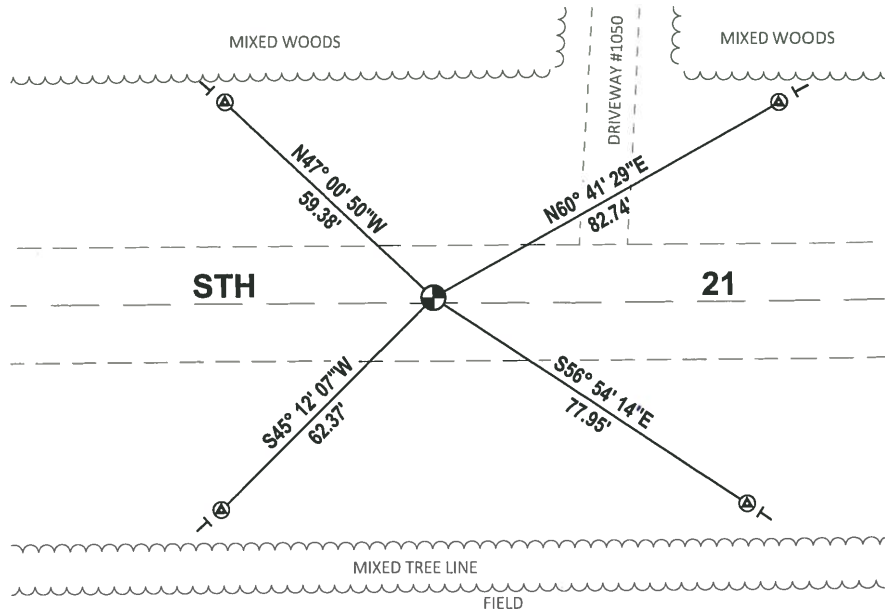 MIXED WOODS
DRIVEWAY #1050
MIXED WOODS
N47° 00' 50"W
59.38'
N60° 41' 29"E
82.74'
STH
21
S45° 12' 07"W
62.37'
S56° 54' 14"E
77.95'
MIXED TREE LINE
FIELD